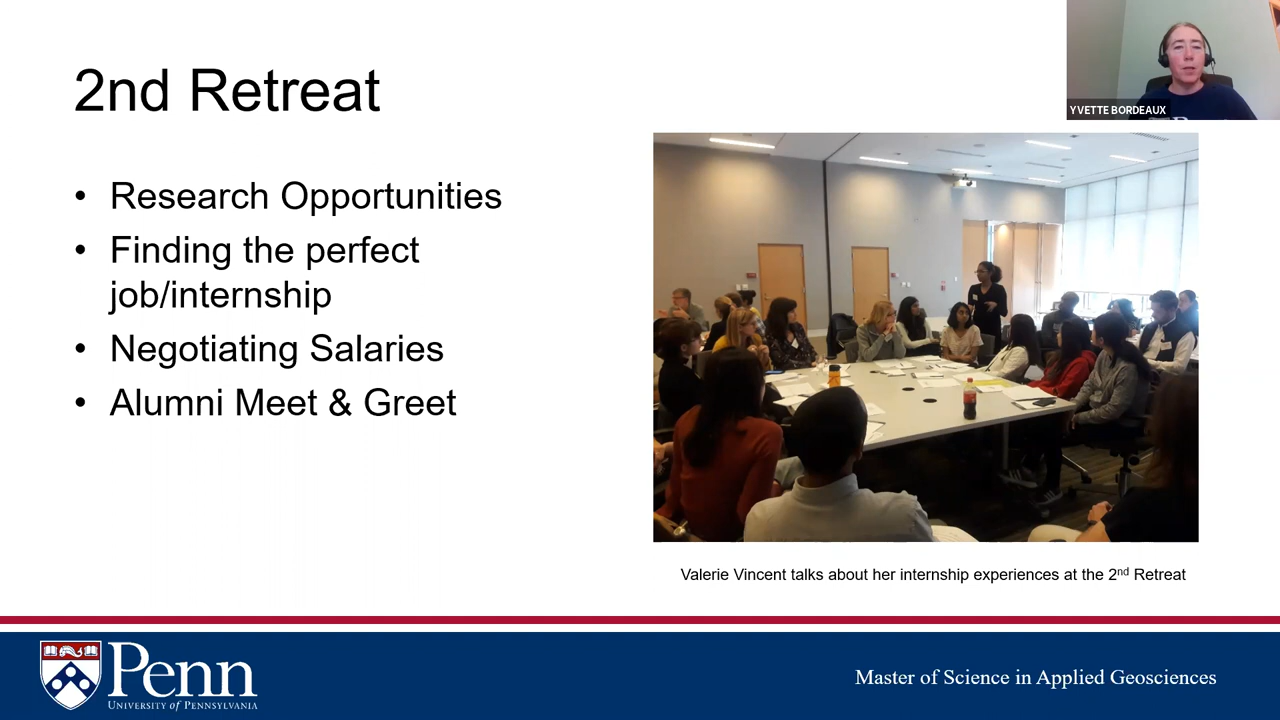 2nd Retreat
YVETTE BORDEAUX
• Research Opportunities
• Finding the perfect
job/internship
• Negotiating Salaries
• Alumni Meet & Greet
Valerie Vincent talks about her internship experiences at the 2nd Retreat
Penn
UNIVERSITY of PENNSYLVANIA
Master of Science in Applied Geosciences